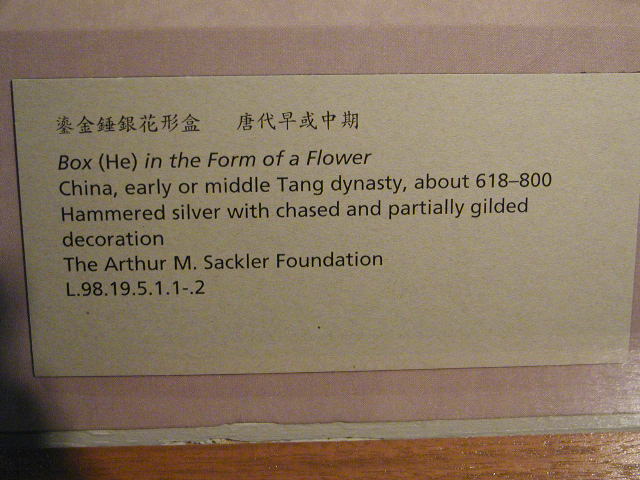 鎏金錘銀花形盒 唐代早或中期
Box (He) in the Form of a Flower
China, early or middle Tang dynasty, about 618–800
Hammered silver with chased and partially gilded
decoration
The Arthur M. Sackler Foundation
L.98.19.5.1.1-.2